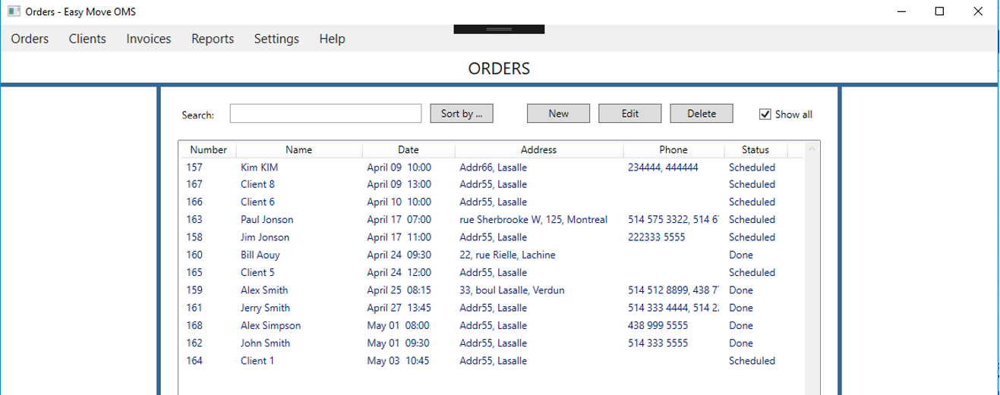 Orders - Easy Move OMS
Orders Clients Invoices Reports Settings Help
ORDERS
Search: Sort by ... New Edit Delete Show all
Number Name Date Address Phone Status
157 Kim KIM April 09 10:00 Addr66, Lasalle 234444, 444444 Scheduled
167 Client 8 April 09 13:00 Addr55, Lasalle Scheduled
166 Client 6 April 10 10:00 Addr55, Lasalle Scheduled
163 Paul Jonson April 17 07:00 rue Sherbrooke W, 125, Montreal 514 575 3322, 514 6 Scheduled
158 Jim Jonson April 17 11:00 Addr55, Lasalle 222333 5555 Scheduled
160 Bill Aouy April 24 09:30 22, rue Rielle, Lachine Done
165 Client 5 April 24 12:00 Addr55, Lasalle Scheduled
159 Alex Smith April 25 08:15 33, boul Lasalle, Verdun 514 512 8899, 438 7 Done
161 Jerry Smith April 27 13:45 Addr55, Lasalle 514 333 4444, 514 2 Done
168 Alex Simpson May 01 08:00 Addr55, Lasalle 438 999 5555 Done
162 John Smith May 01 09:30 Addr55, Lasalle 514 333 5555 Done
164 Client 1 May 03 10:45 Addr55, Lasalle Scheduled